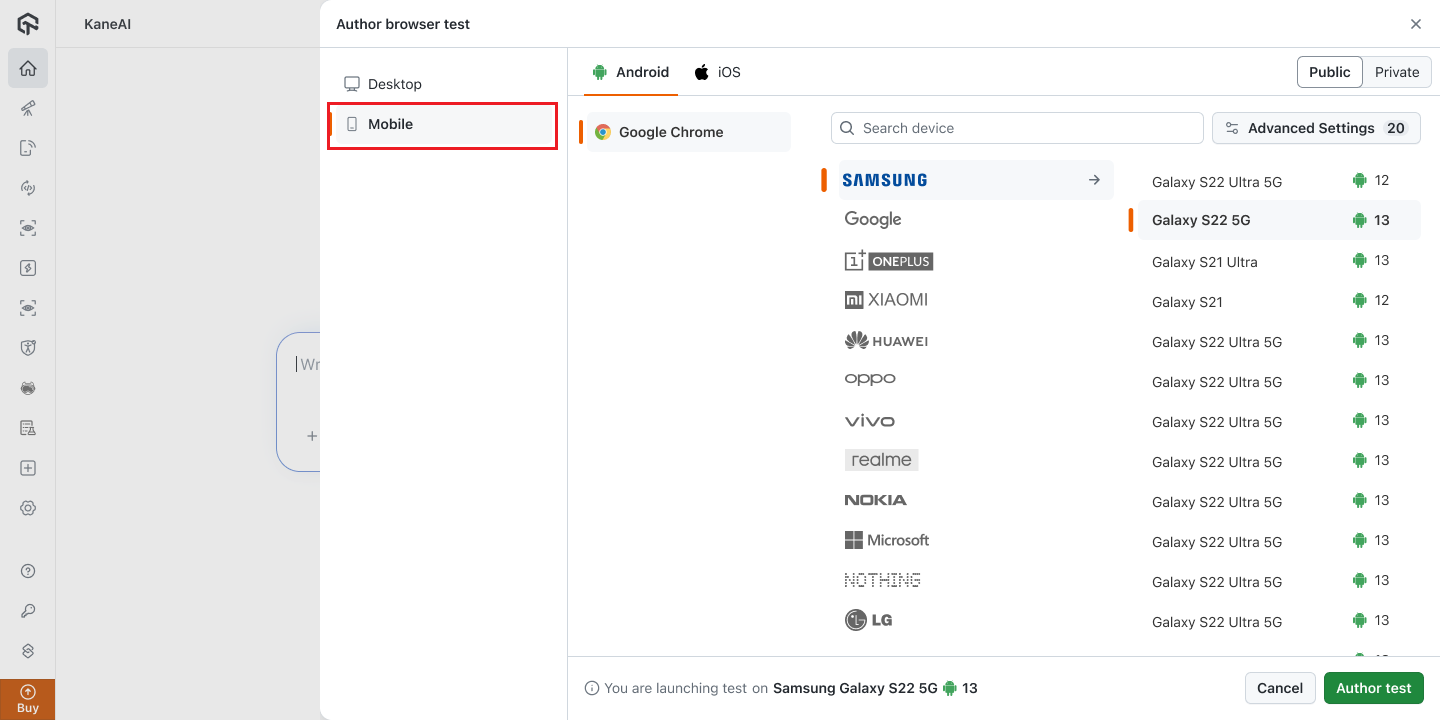 KaneAI
Author browser test
Desktop
Mobile
Android
iOS
Public
Private
Google Chrome
Search device
Advanced Settings 20
SAMSUNG
Google
1+ ONEPLUS
mi XIAOMI
HUAWEI
oppo
vivo
realme
NOKIA
Microsoft
NOTHING
LG
Galaxy S22 Ultra 5G 12
Galaxy S22 5G 13
Galaxy S21 Ultra 13
Galaxy S21 12
Galaxy S22 Ultra 5G 13
Galaxy S22 Ultra 5G 13
Galaxy S22 Ultra 5G 13
Galaxy S22 Ultra 5G 13
Galaxy S22 Ultra 5G 13
Galaxy S22 Ultra 5G 13
Galaxy S22 Ultra 5G 13
Galaxy S22 Ultra 5G 13
Wr
+
Buy
You are launching test on Samsung Galaxy S22 5G 13
Cancel
Author test